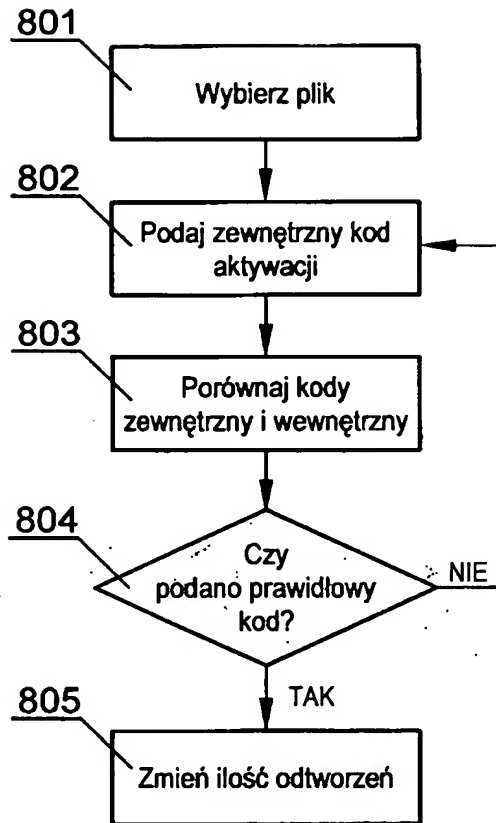 801
Wybierz plik
802
Podaj zewnętrzny kod
aktywacji
803
Porównaj kody
zewnętrzny i wewnętrzny
804
Czy
podano prawidłowy
kod?
NIE
TAK
805
Zmień ilość odtworzeń